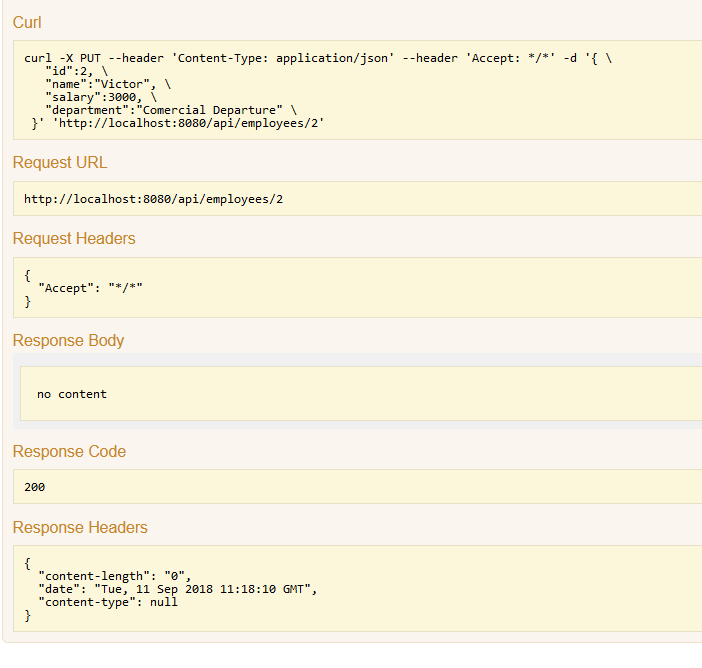 Curl
curl -X PUT --header 'Content-Type: application/json' --header 'Accept: */*' -d '{ \
"id":2, \
"name":"Victor", \
"salary":3000, \
"department":"Comercial Departure" \
}' 'http://localhost:8080/api/employees/2'
Request URL
http://localhost:8080/api/employees/2
Request Headers
{
"Accept": "*/*"
}
Response Body
no content
Response Code
200
Response Headers
{
"content-length": "0",
"date": "Tue, 11 Sep 2018 11:18:10 GMT",
"content-type": null
}